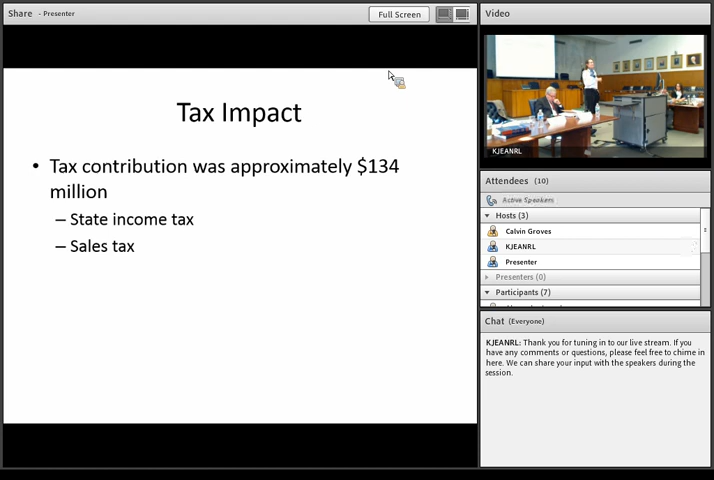 Share - Presenter
Full Screen
Tax Impact
• Tax contribution was approximately $134
million
– State income tax
– Sales tax
Video
KJEANRL
Attendees (10)
Active Speakers
Hosts (3)
Calvin Groves
KJEANRL
Presenter
Presenters (0)
Participants (7)
Chat (Everyone)
KJEANRL: Thank you for tuning in to our live stream. If you
have any comments or questions, please feel free to chime in
here. We can share your input with the speakers during the
session.